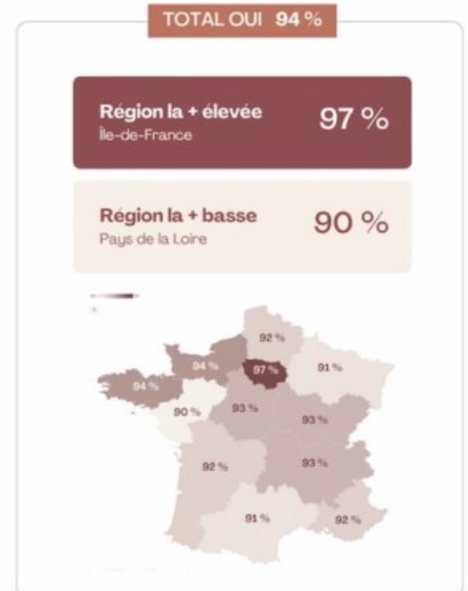 TOTAL OUI 94 %
Région la + élevée
Île-de-France
97 %
Région la + basse
Pays de la Loire
90 %
92 %
94 %
97 %
91 %
94 %
90 %
93 %
93 %
92 %
93 %
91 %
92 %